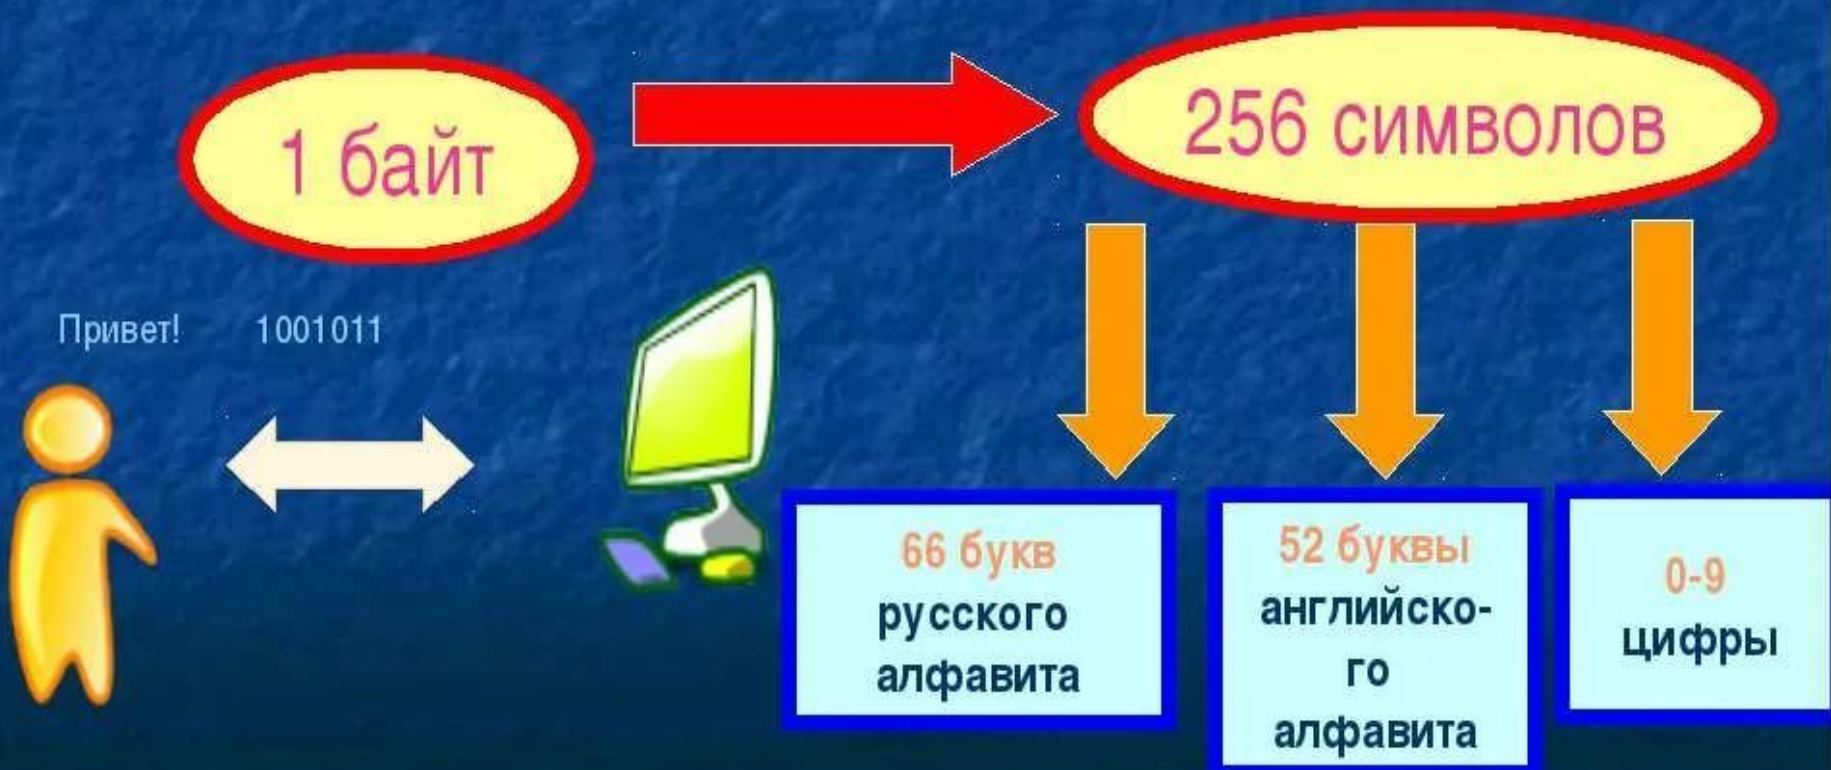 1 байт
256 символов
Привет!
1001011
66 букв
русского
алфавита
52 буквы
английско-
го
алфавита
0-9
цифры